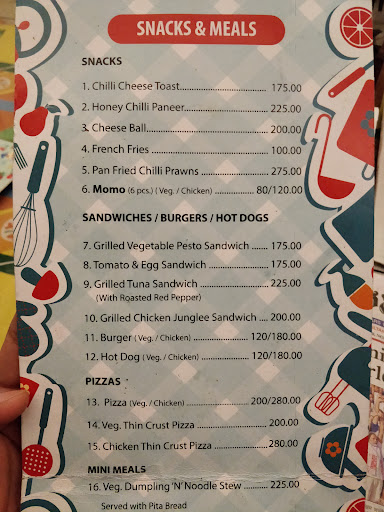 SNACKS & MEALS
SNACKS
1. Chilli Cheese Toast............................. 175.00
2. Honey Chilli Paneer........................... 225.00
3. Cheese Ball......................................... 200.00
4. French Fries ....................................... 100.00
5. Pan Fried Chilli Prawns ...................... 275.00
6. Momo (6 pcs.) ( Veg. / Chicken) ............. 80/120.00
SANDWICHES / BURGERS / HOT DOGS
7. Grilled Vegetable Pesto Sandwich ....... 175.00
8. Tomato & Egg Sandwich .................... 175.00
9. Grilled Tuna Sandwich ....................... 225.00
(With Roasted Red Pepper)
10. Grilled Chicken Junglee Sandwich .... 200.00
11. Burger ( Veg. / Chicken) .................... 120/180.00
12. Hot Dog ( Veg. / Chicken) .................. 120/180.00
PIZZAS
13. Pizza (Veg. / Chicken) ....................... 200/280.00
14. Veg. Thin Crust Pizza ........................ 200.00
15. Chicken Thin Crust Pizza ..................280.00
MINI MEALS
16. Veg. Dumpling 'N' Noodle Stew ......... 225.00
Served with Pita Bread